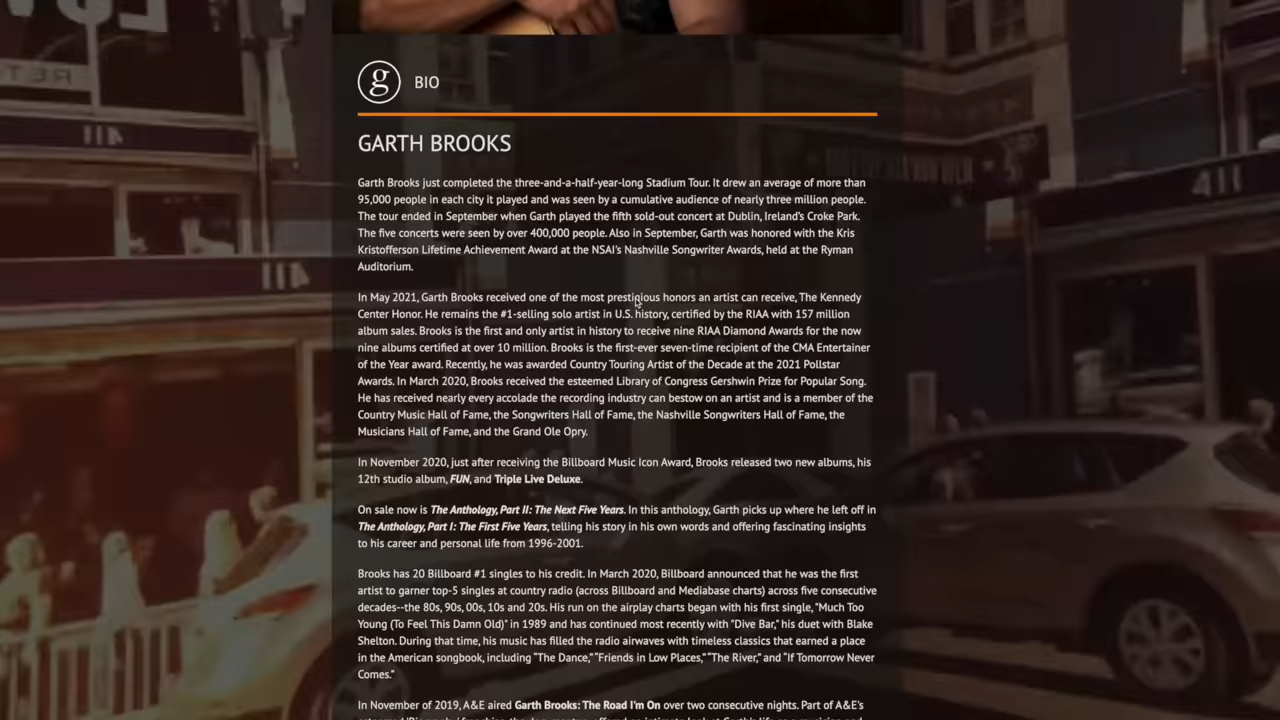 g BIO
GARTH BROOKS
Garth Brooks just completed the three-and-a-half-year-long Stadium Tour. It drew an average of more than
95,000 people in each city it played and was seen by a cumulative audience of nearly three million people.
The tour ended in September when Garth played the fifth sold-out concert at Dublin, Ireland's Croke Park.
The five concerts were seen by over 400,000 people. Also in September, Garth was honored with the Kris
Kristofferson Lifetime Achievement Award at the NSAI's Nashville Songwriter Awards, held at the Ryman
Auditorium.
In May 2021, Garth Brooks received one of the most prestigious honors an artist can receive, The Kennedy
Center Honor. He remains the #1-selling solo artist in U.S. history, certified by the RIAA with 157 million
album sales. Brooks is the first and only artist in history to receive nine RIAA Diamond Awards for the now
nine albums certified at over 10 million. Brooks is the first-ever seven-time recipient of the CMA Entertainer
of the Year award. Recently, he was awarded Country Touring Artist of the Decade at the 2021 Pollstar
Awards. In March 2020, Brooks received the esteemed Library of Congress Gershwin Prize for Popular Song.
He has received nearly every accolade the recording industry can bestow on an artist and is a member of the
Country Music Hall of Fame, the Songwriters Hall of Fame, the Nashville Songwriters Hall of Fame, the
Musicians Hall of Fame, and the Grand Ole Opry.
In November 2020, just after receiving the Billboard Music Icon Award, Brooks released two new albums, his
12th studio album, FUN, and Triple Live Deluxe.
On sale now is The Anthology, Part II: The Next Five Years. In this anthology, Garth picks up where he left off in
The Anthology, Part I: The First Five Years, telling his story in his own words and offering fascinating insights
to his career and personal life from 1996-2001.
Brooks has 20 Billboard #1 singles to his credit. In March 2020, Billboard announced that he was the first
artist to garner top-5 singles at country radio (across Billboard and Mediabase charts) across five consecutive
decades--the 80s, 90s, 00s, 10s and 20s. His run on the airplay charts began with his first single, "Much Too
Young (To Feel This Damn Old)" in 1989 and has continued most recently with "Dive Bar," his duet with Blake
Shelton. During that time, his music has filled the radio airwaves with timeless classics that earned a place
in the American songbook, including "The Dance," "Friends in Low Places," "The River," and "If Tomorrow Never
Comes."
In November of 2019, A&E aired Garth Brooks: The Road I'm On over two consecutive nights. Part of A&E's